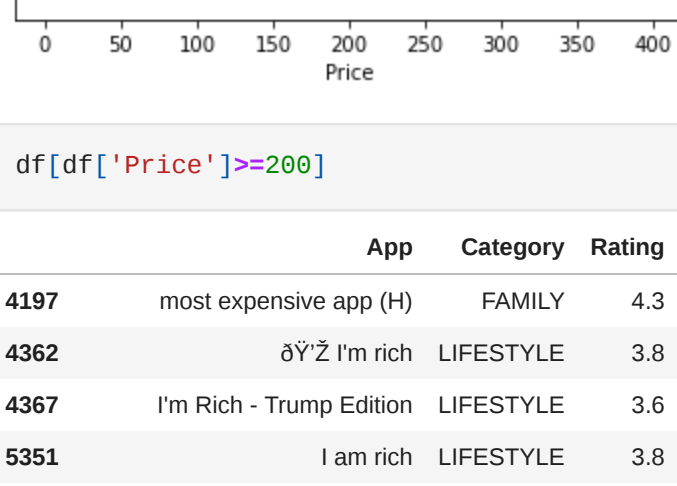 0 50 100 150 200 250 300 350 400
Price
df[df['Price']>=200]
App Category Rating
4197 most expensive app (H) FAMILY 4.3
4362 ðŸ’Ž I'm rich LIFESTYLE 3.8
4367 I'm Rich - Trump Edition LIFESTYLE 3.6
5351 I am rich LIFESTYLE 3.8